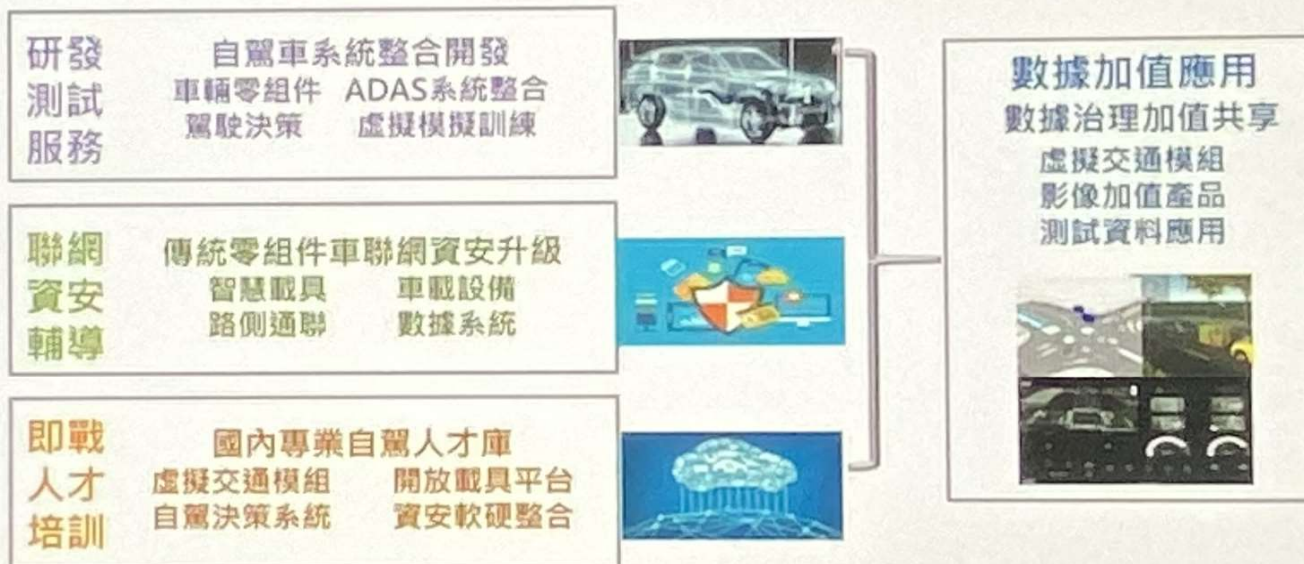 研發
測試
服務
自駕車系統整合開發
車輛零組件 ADAS系統整合
駕駛決策 虛擬模擬訓練
聯網
資安
輔導
傳統零組件車聯網資安升級
智慧載具 車載設備
路側通聯 數據系統
即戰
人才
培訓
國內專業自駕人才庫
虛擬交通模組 開放載具平台
自駕決策系統 資安軟硬整合
數據加值應用
數據治理加值共享
虛擬交通模組
影像加值產品
測試資料應用